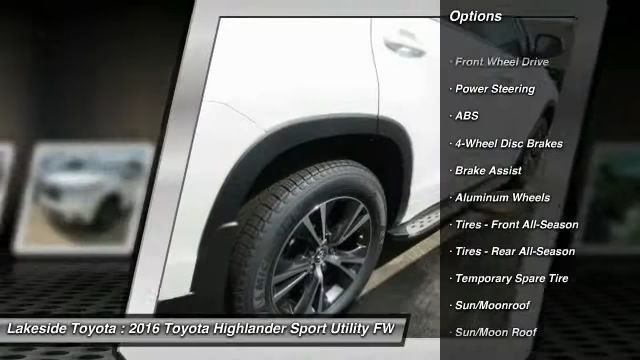 Options
· Front Wheel Drive
· Power Steering
· ABS
· 4-Wheel Disc Brakes
· Brake Assist
· Aluminum Wheels
· Tires - Front All-Season
· Tires - Rear All-Season
· Temporary Spare Tire
· Sun/Moonroof
· Sun/Moon Roof
Lakeside Toyota : 2016 Toyota Highlander Sport Utility FW